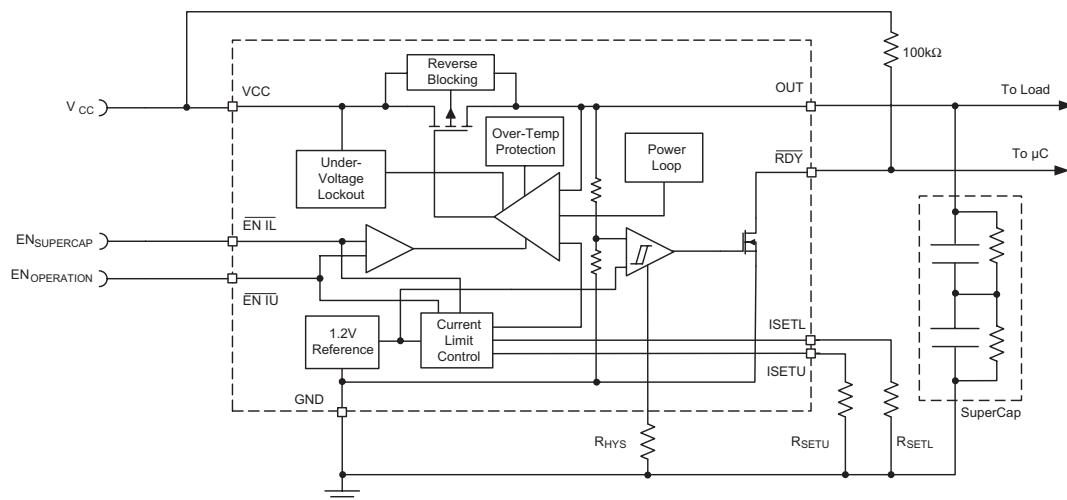 100kΩ
Reverse
Blocking
VCC
OUT
To Load
V CC
Over-Temp
Protection
Power
Loop
RDY
To µC
Under-
Voltage
Lockout
EN IL
ENSUPERCAP
ENOPERATION
EN IU
1.2V
Reference
Current
Limit
Control
ISETL
ISETU
GND
SuperCap
RHYS
RSETU
RSETL